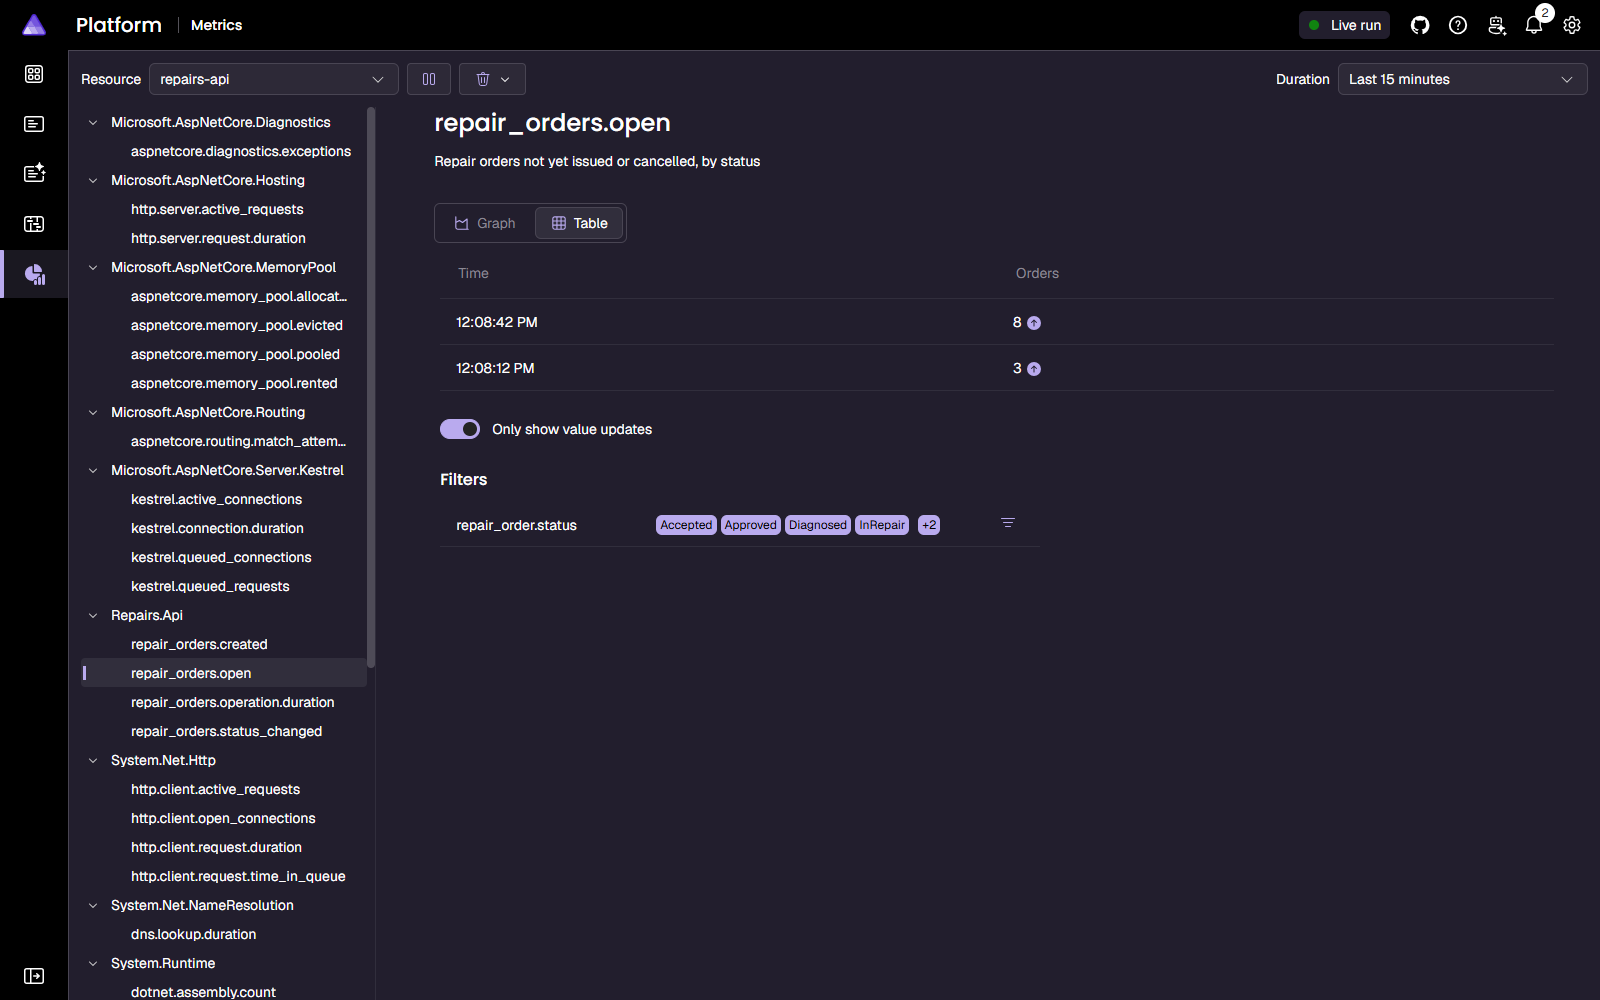 Platform
Metrics
Live run
2
Resource
repairs-api
Duration
Last 15 minutes
Microsoft.AspNetCore.Diagnostics
aspnetcore.diagnostics.exceptions
Microsoft.AspNetCore.Hosting
http.server.active_requests
http.server.request.duration
Microsoft.AspNetCore.MemoryPool
aspnetcore.memory_pool.allocat...
aspnetcore.memory_pool.evicted
aspnetcore.memory_pool.pooled
aspnetcore.memory_pool.rented
Microsoft.AspNetCore.Routing
aspnetcore.routing.match_attem...
Microsoft.AspNetCore.Server.Kestrel
kestrel.active_connections
kestrel.connection.duration
kestrel.queued_connections
kestrel.queued_requests
Repairs.Api
repair_orders.created
repair_orders.open
repair_orders.operation.duration
repair_orders.status_changed
System.Net.Http
http.client.active_requests
http.client.open_connections
http.client.request.duration
http.client.request.time_in_queue
System.Net.NameResolution
dns.lookup.duration
System.Runtime
dotnet.assembly.count
repair_orders.open
Repair orders not yet issued or cancelled, by status
Graph
Table
Time Orders
12:08:42 PM 8
12:08:12 PM 3
Only show value updates
Filters
repair_order.status Accepted Approved Diagnosed InRepair +2